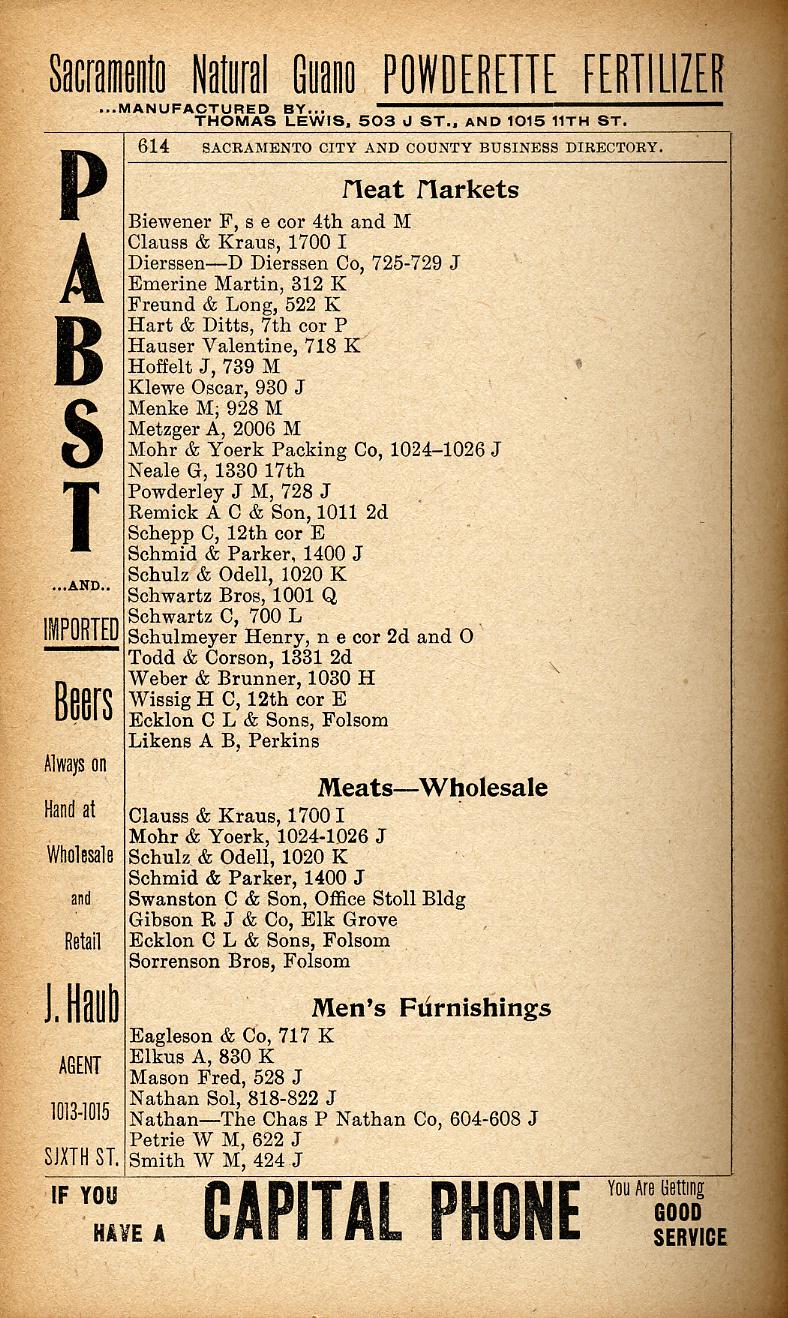 Sacramento Natural Guano POWDERETTE FERTILIZER
...MANUFACTURED BY...
THOMAS LEWIS, 503 J ST., AND 1015 11TH ST.
614 SACRAMENTO CITY AND COUNTY BUSINESS DIRECTORY.
P
A
B
S
T
...AND..
IMPORTED
Beers
Always on
Hand at
Wholesale
and
Retail
J. Haub
AGENT
1013-1015
SIXTH ST.
Meat Markets
Biewener F, s e cor 4th and M
Clauss & Kraus, 1700 I
Dierssen—D Dierssen Co, 725-729 J
Emerine Martin, 312 K
Freund & Long, 522 K
Hart & Ditts, 7th cor P
Hauser Valentine, 718 K
Hoffelt J, 739 M
Klewe Oscar, 930 J
Menke M; 928 M
Metzger A, 2006 M
Mohr & Yoerk Packing Co, 1024–1026 J
Neale G, 1330 17th
Powderley J M, 728 J
Remick A C & Son, 1011 2d
Schepp C, 12th cor E
Schmid & Parker, 1400 J
Schulz & Odell, 1020 K
Schwartz Bros, 1001 Q
Schwartz C, 700 L
Schulmeyer Henry, n e cor 2d and O
Todd & Corson, 1331 2d
Weber & Brunner, 1030 H
Wissig H C, 12th cor E
Ecklon C L & Sons, Folsom
Likens A B, Perkins
Meats—Wholesale
Clauss & Kraus, 1700 I
Mohr & Yoerk, 1024-1026 J
Schulz & Odell, 1020 K
Schmid & Parker, 1400 J
Swanston C & Son, Office Stoll Bldg
Gibson R J & Co, Elk Grove
Ecklon C L & Sons, Folsom
Sorrenson Bros, Folsom
Men's Furnishings
Eagleson & Co, 717 K
Elkus A, 830 K
Mason Fred, 528 J
Nathan Sol, 818-822 J
Nathan—The Chas P Nathan Co, 604-608 J
Petrie W M, 622 J
Smith W M, 424 J
IF YOU
HAVE A
CAPITAL PHONE
You Are Getting
GOOD
SERVICE